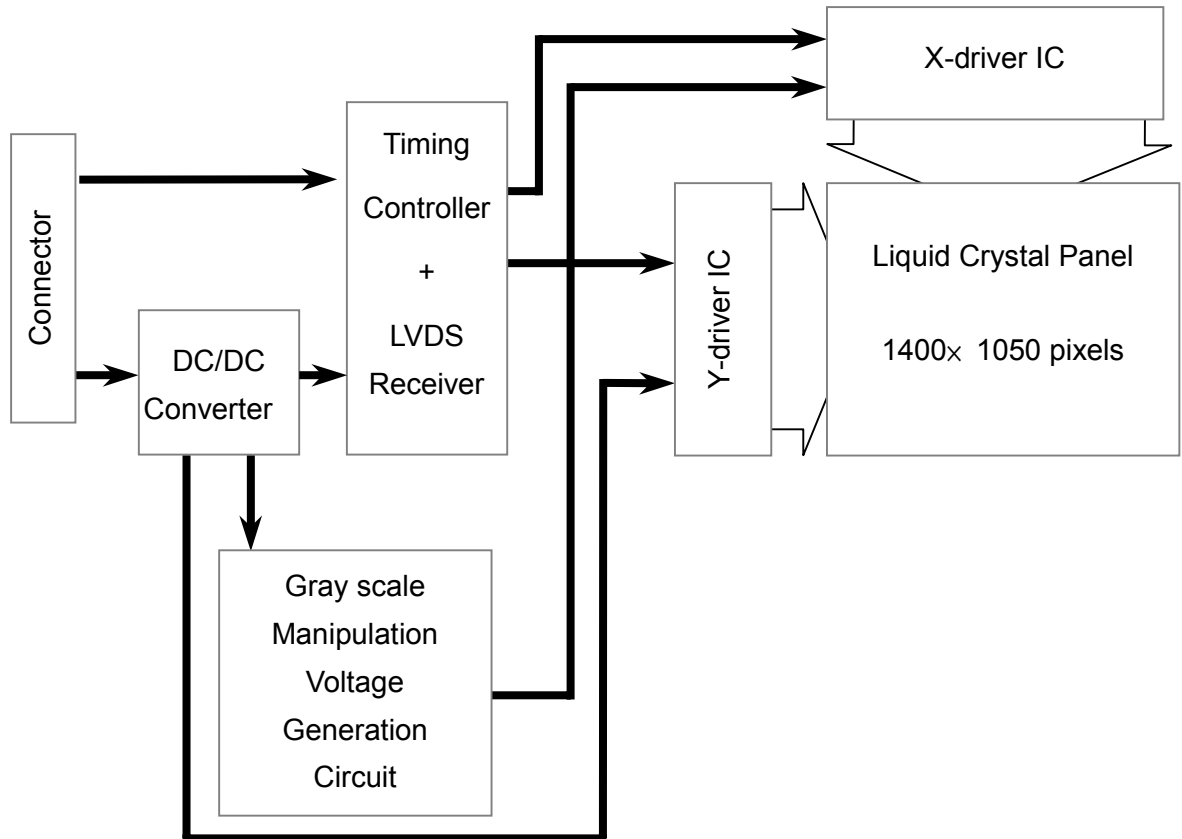 Connector
DC/DC
Converter
Timing
Controller
+
LVDS
Receiver
Gray scale
Manipulation
Voltage
Generation
Circuit
X-driver IC
Y-driver IC
Liquid Crystal Panel
1400× 1050 pixels